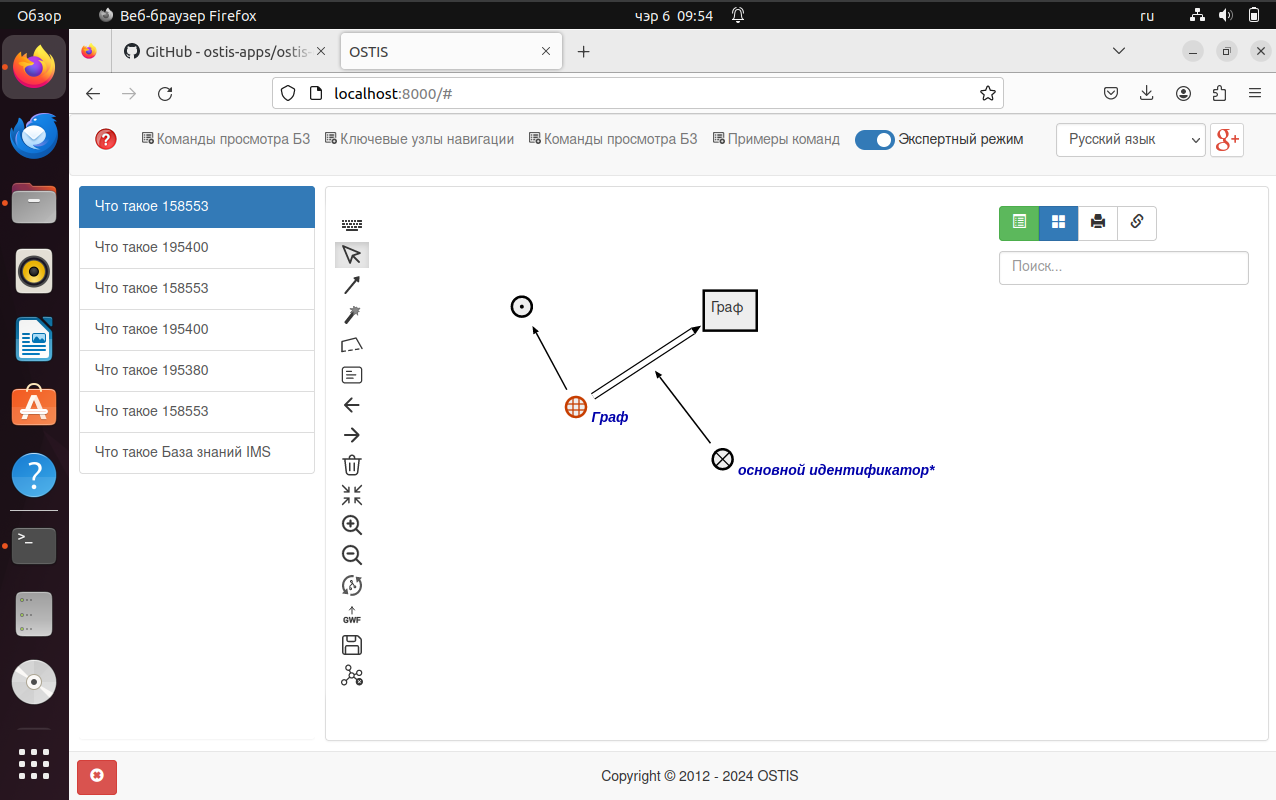 Обзор
Веб-браузер Firefox
чэр 6 09:54
ru
GitHub - ostis-apps/ostis-
OSTIS
localhost:8000/#
Команды просмотра БЗ
Ключевые узлы навигации
Команды просмотра БЗ
Примеры команд
Экспертный режим
Русский язык
g+
Что такое 158553
Что такое 195400
Что такое 158553
Что такое 195400
Что такое 195380
Что такое 158553
Что такое База знаний IMS
Поиск...
Граф
Граф
основной идентификатор*
GWF
Copyright © 2012 - 2024 OSTIS